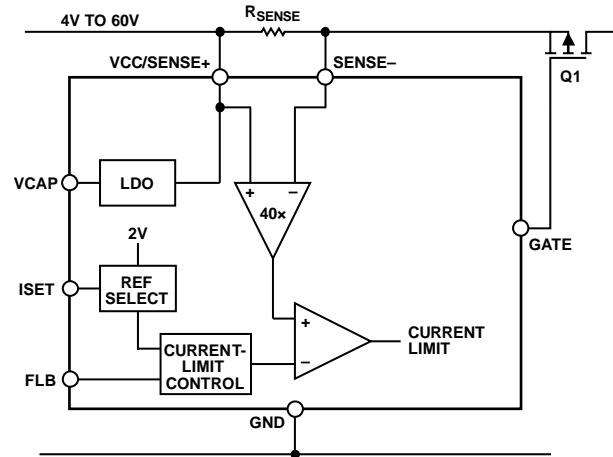 4V TO 60V
RSENSE
VCC/SENSE+
SENSE–
Q1
VCAP
LDO
+
–
40×
2V
GATE
ISET
REF
SELECT
+
–
CURRENT
LIMIT
CURRENT-
LIMIT
CONTROL
FLB
GND